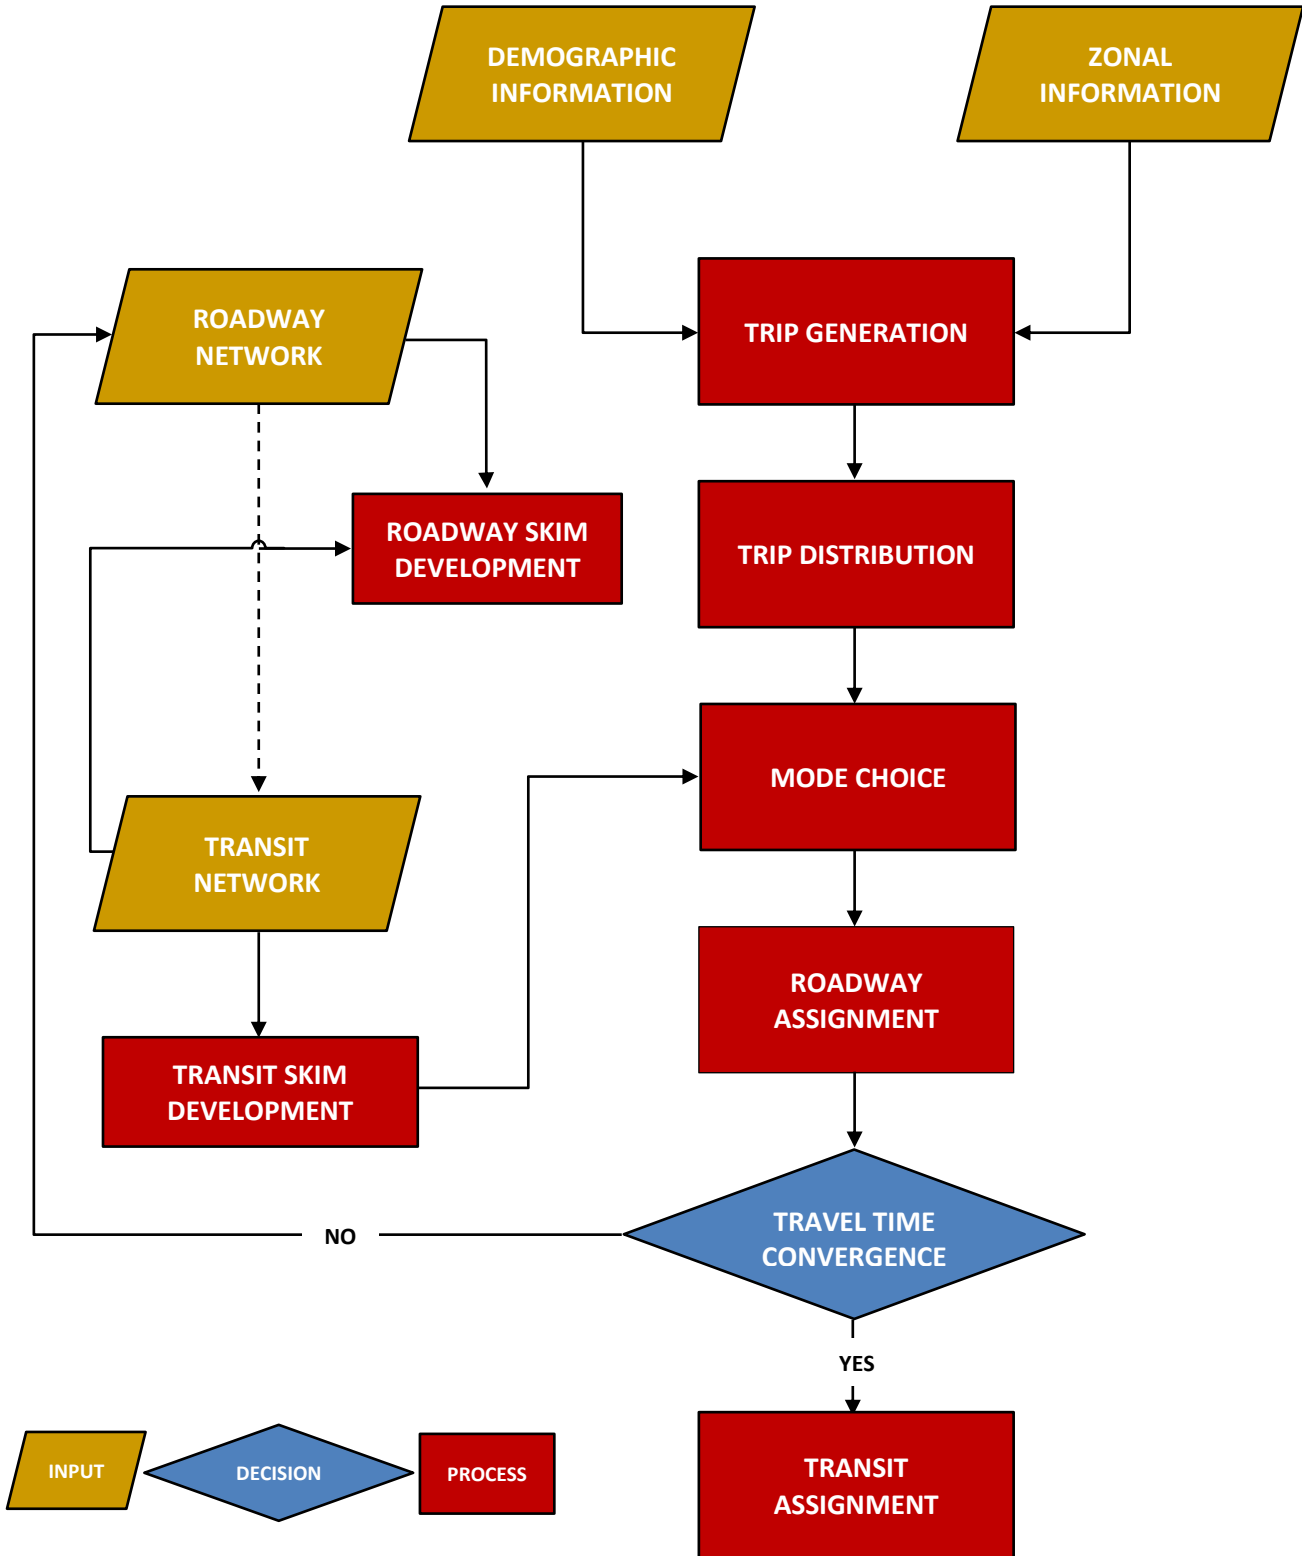 DEMOGRAPHIC
INFORMATION
ZONAL
INFORMATION
ROADWAY
NETWORK
TRIP GENERATION
ROADWAY SKIM
DEVELOPMENT
TRIP DISTRIBUTION
MODE CHOICE
TRANSIT
NETWORK
ROADWAY
ASSIGNMENT
TRANSIT SKIM
DEVELOPMENT
TRAVEL TIME
CONVERGENCE
NO
YES
INPUT
DECISION
PROCESS
TRANSIT
ASSIGNMENT